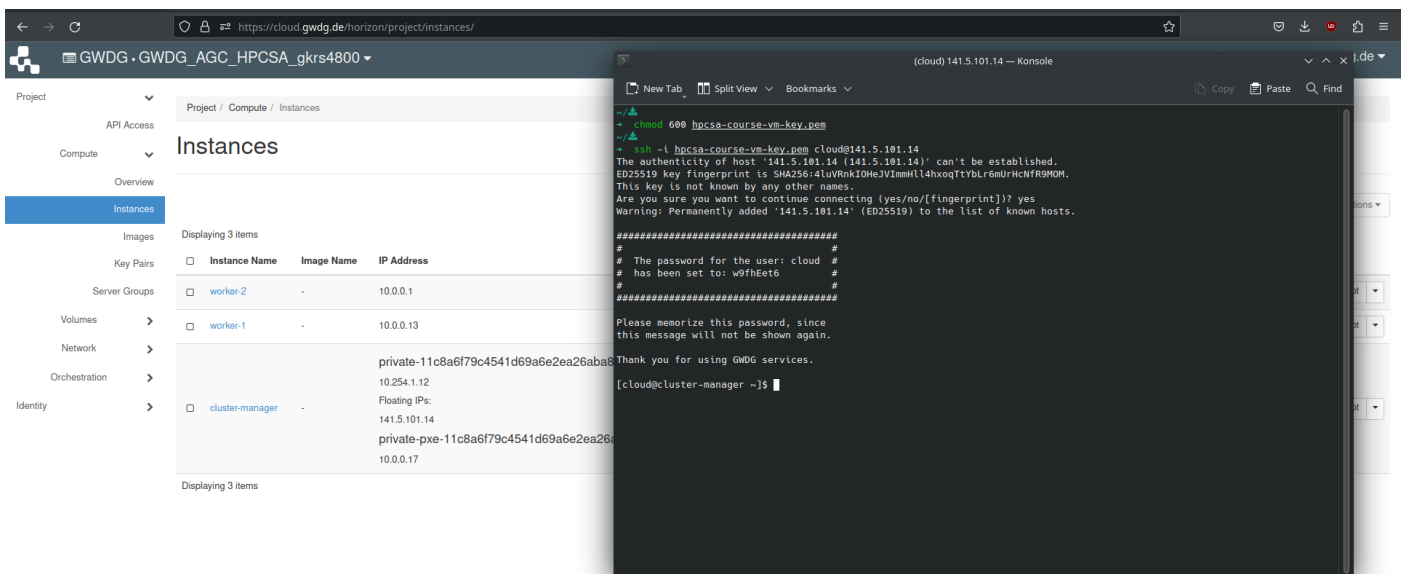 https://cloud.gwdg.de/horizon/project/instances/
GWDG • GWDG_AGC_HPCSA_gkrs4800
g.de
Project
API Access
Compute
Overview
Instances
Images
Key Pairs
Server Groups
Volumes
Network
Orchestration
Identity
Project / Compute / Instances
Instances
Displaying 3 items
Instance Name Image Name IP Address
worker-2 - 10.0.0.1
worker-1 - 10.0.0.13
private-11c8a6f79c4541d69a6e2ea26aba8
10.254.1.12
Floating IPs:
cluster-manager -
141.5.101.14
private-pxe-11c8a6f79c4541d69a6e2ea26a
10.0.0.17
Displaying 3 items
(cloud) 141.5.101.14 — Konsole
New Tab Split View Bookmarks Copy Paste Find
~/
→ chmod 600 hpcsa-course-vm-key.pem
~/
→ ssh -i hpcsa-course-vm-key.pem cloud@141.5.101.14
The authenticity of host '141.5.101.14 (141.5.101.14)' can't be established.
ED25519 key fingerprint is SHA256:4luVRnkIOHeJVImmHll4hxoqTtYbLr6mUrHcNfR9MOM.
This key is not known by any other names.
Are you sure you want to continue connecting (yes/no/[fingerprint])? yes
Warning: Permanently added '141.5.101.14' (ED25519) to the list of known hosts.
######################################
# #
# The password for the user: cloud #
# has been set to: w9fhEet6 #
# #
######################################
Please memorize this password, since
this message will not be shown again.
Thank you for using GWDG services.
[cloud@cluster-manager ~]$
ions
ot
ot
ot